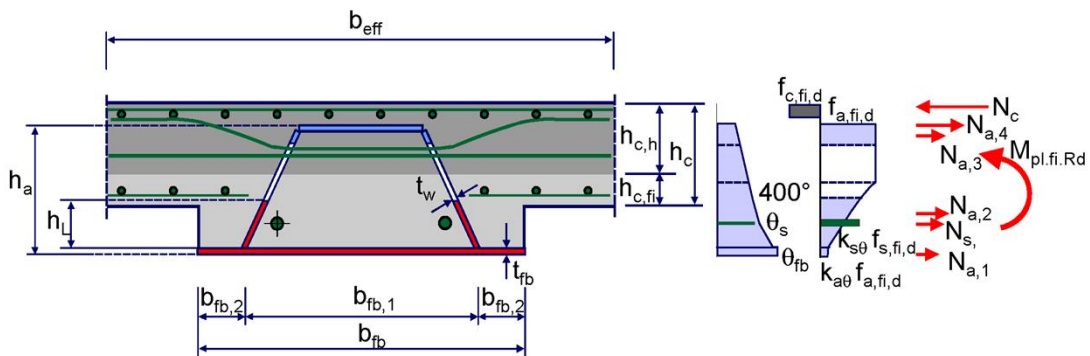 b_eff
h_a
h_L
t_w
t_fb
b_fb,2
b_fb,1
b_fb,2
b_fb
h_c,h
h_c
h_c,fi
f_c,fi,d
f_a,fi,d
400°
θ_s
θ_fb
k_sθ f_s,fi,d
k_aθ f_a,fi,d
N_c
N_a,4
N_a,3
M_pl.fi.Rd
N_a,2
N_s,
N_a,1